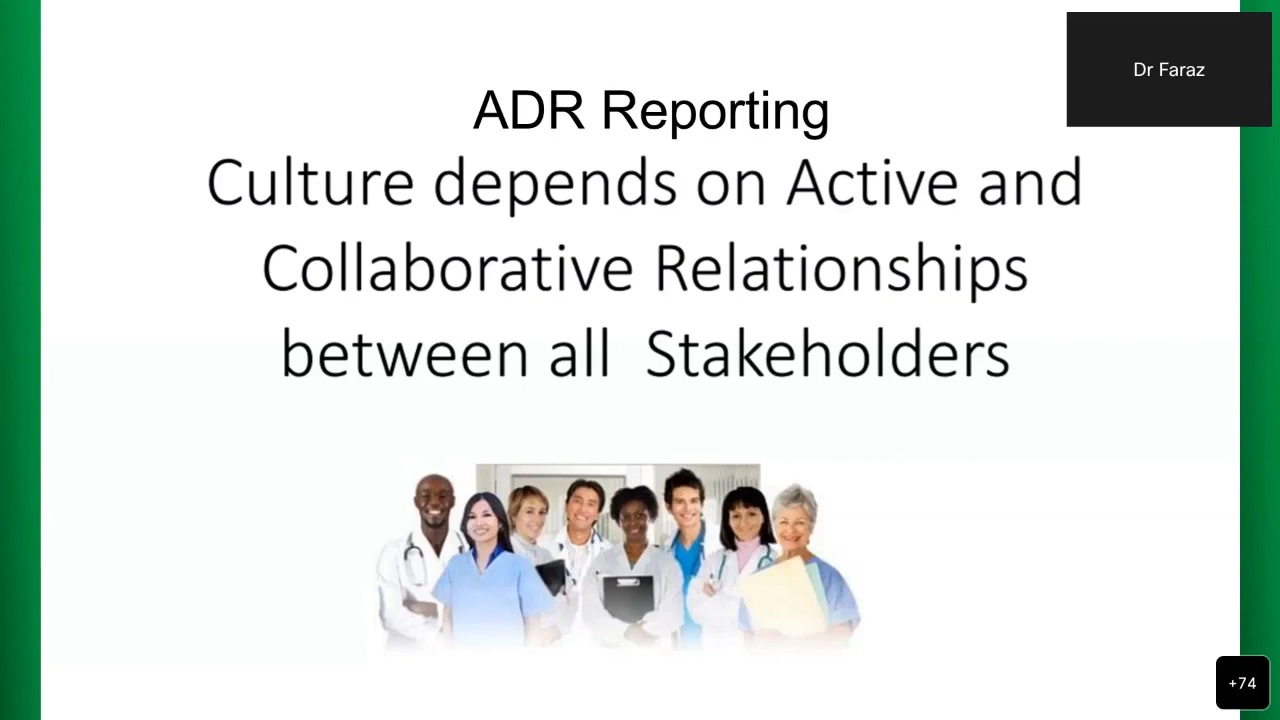 Dr Faraz
ADR Reporting
Culture depends on Active and
Collaborative Relationships
between all  Stakeholders
+74